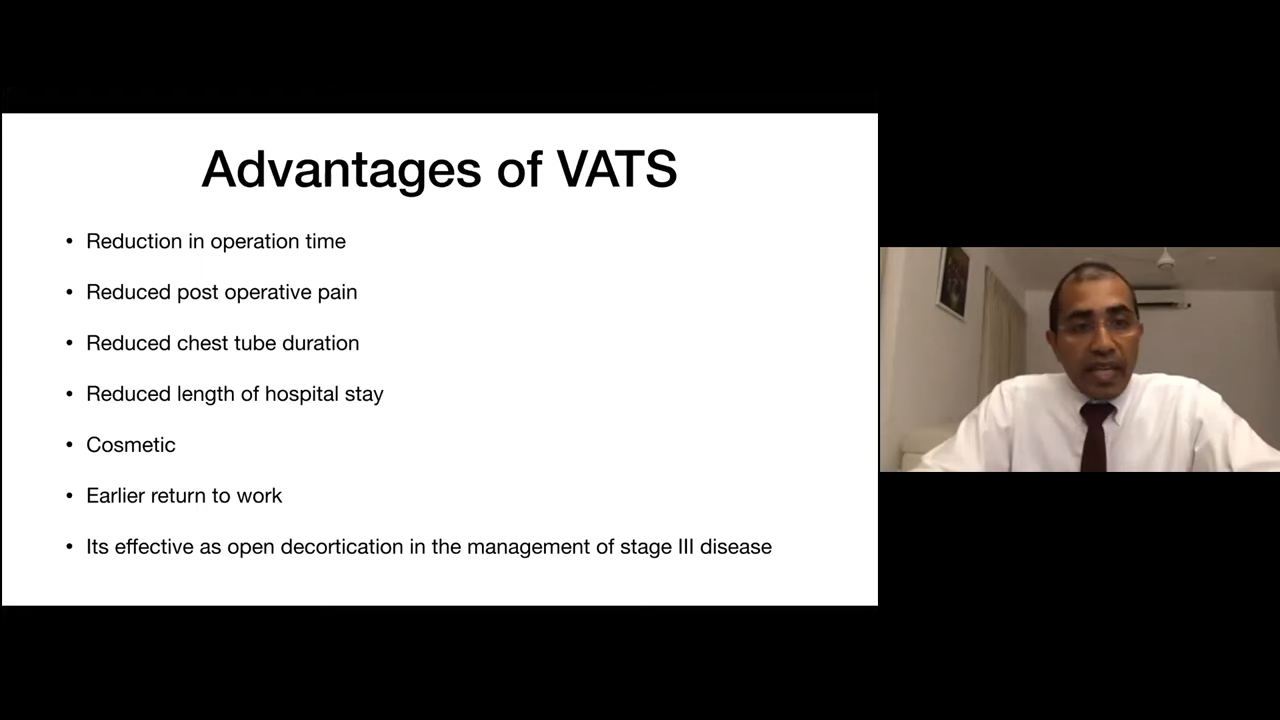 Advantages of VATS
• Reduction in operation time
• Reduced post operative pain
• Reduced chest tube duration
• Reduced length of hospital stay
• Cosmetic
• Earlier return to work
• Its effective as open decortication in the management of stage III disease